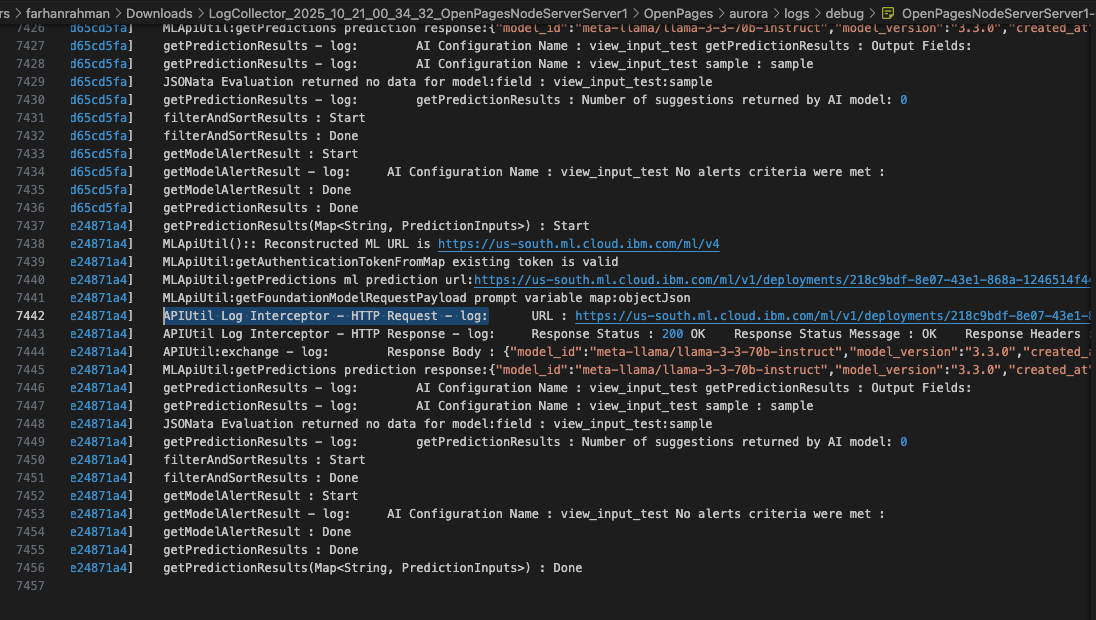 rs > farhanrahman > Downloads > LogCollector_2025_10_21_00_34_32_OpenPagesNodeServerServer1 > OpenPages > aurora > logs > debug > OpenPagesNodeServerServer1-
7426 d65cd5fa] MLApiUtil:getPredictions prediction response:{"model_id":"meta-llama/llama-3-3-70b-instruct","model_version":"3.3.0","created_at"
7427 d65cd5fa] getPredictionResults - log: AI Configuration Name : view_input_test getPredictionResults : Output Fields:
7428 d65cd5fa] getPredictionResults - log: AI Configuration Name : view_input_test sample : sample
7429 d65cd5fa] JSONata Evaluation returned no data for model:field : view_input_test:sample
7430 d65cd5fa] getPredictionResults - log: getPredictionResults : Number of suggestions returned by AI model: 0
7431 d65cd5fa] filterAndSortResults : Start
7432 d65cd5fa] filterAndSortResults : Done
7433 d65cd5fa] getModelAlertResult : Start
7434 d65cd5fa] getModelAlertResult - log: AI Configuration Name : view_input_test No alerts criteria were met :
7435 d65cd5fa] getModelAlertResult : Done
7436 d65cd5fa] getPredictionResults : Done
7437 e24871a4] getPredictionResults(Map<String, PredictionInputs>) : Start
7438 e24871a4] MLApiUtil():: Reconstructed ML URL is https://us-south.ml.cloud.ibm.com/ml/v4
7439 e24871a4] MLApiUtil:getAuthenticationTokenFromMap existing token is valid
7440 e24871a4] MLApiUtil:getPredictions ml prediction url:https://us-south.ml.cloud.ibm.com/ml/v1/deployments/218c9bdf-8e07-43e1-868a-1246514f44
7441 e24871a4] MLApiUtil:getFoundationModelRequestPayload prompt variable map:objectJson
7442 e24871a4] APIUtil Log Interceptor - HTTP Request - log: URL : https://us-south.ml.cloud.ibm.com/ml/v1/deployments/218c9bdf-8e07-43e1-8
7443 e24871a4] APIUtil Log Interceptor - HTTP Response - log: Response Status : 200 OK Response Status Message : OK Response Headers :
7444 e24871a4] APIUtil:exchange - log: Response Body : {"model_id":"meta-llama/llama-3-3-70b-instruct","model_version":"3.3.0","created_a
7445 e24871a4] MLApiUtil:getPredictions prediction response:{"model_id":"meta-llama/llama-3-3-70b-instruct","model_version":"3.3.0","created_at"
7446 e24871a4] getPredictionResults - log: AI Configuration Name : view_input_test getPredictionResults : Output Fields:
7447 e24871a4] getPredictionResults - log: AI Configuration Name : view_input_test sample : sample
7448 e24871a4] JSONata Evaluation returned no data for model:field : view_input_test:sample
7449 e24871a4] getPredictionResults - log: getPredictionResults : Number of suggestions returned by AI model: 0
7450 e24871a4] filterAndSortResults : Start
7451 e24871a4] filterAndSortResults : Done
7452 e24871a4] getModelAlertResult : Start
7453 e24871a4] getModelAlertResult - log: AI Configuration Name : view_input_test No alerts criteria were met :
7454 e24871a4] getModelAlertResult : Done
7455 e24871a4] getPredictionResults : Done
7456 e24871a4] getPredictionResults(Map<String, PredictionInputs>) : Done
7457